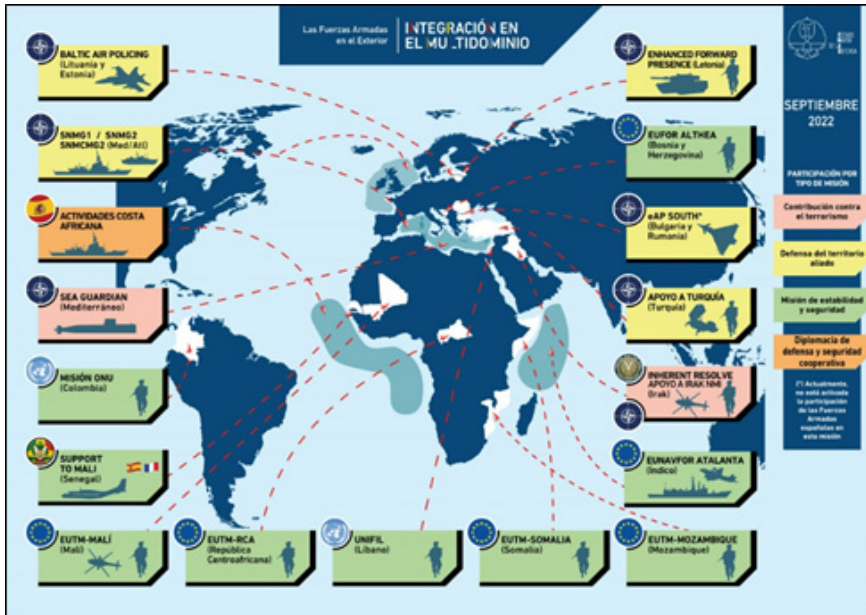 Las Fuerzas Armadas
en el Exterior
INTEGRACIÓN EN
EL MULTIDOMINIO
BALTIC AIR POLICING
(Lituania y
Estonia)
SNMG1 / SNMG2
SNMCMG2 (Med/Atl)
ACTIVIDADES COSTA
AFRICANA
SEA GUARDIAN
(Mediterráneo)
MISIÓN ONU
(Colombia)
SUPPORT
TO MALI
(Senegal)
EUTM-MALÍ
(Mali)
EUTM-RCA
(República
Centroafricana)
UNIFIL
(Líbano)
EUTM-SOMALIA
(Somalia)
EUTM-MOZAMBIQUE
(Mozambique)
ENHANCED FORWARD
PRESENCE (Letonia)
EUFOR ALTHEA
(Bosnia y
Herzegovina)
eAP SOUTH*
(Bulgaria y
Rumanía)
APOYO A TURQUÍA
(Turquía)
INHERENT RESOLVE
APOYO A IRAK NMI
(Irak)
EUNAVFOR ATALANTA
(Índico)
SEPTIEMBRE
2022
PARTICIPACIÓN POR
TIPO DE MISIÓN
Contribución contra
el terrorismo
Defensa del territorio
aliado
Misión de estabilidad
y seguridad
Diplomacia de
defensa y seguridad
cooperativa
(*) Actualmente,
no está activada
la participación
de las Fuerzas
Armadas
españolas en
esta misión